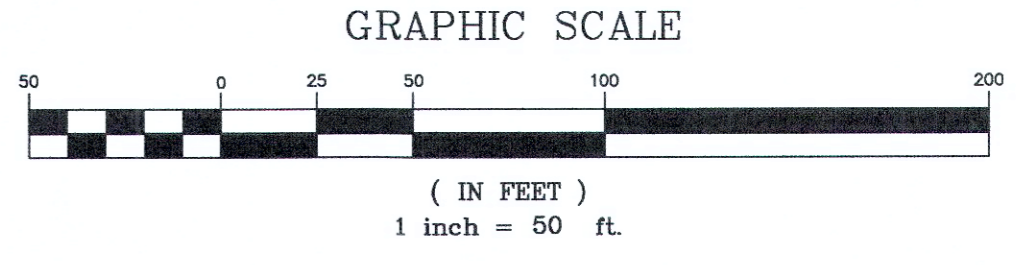 GRAPHIC SCALE
50 0 25 50 100 200
( IN FEET )
1 inch = 50 ft.